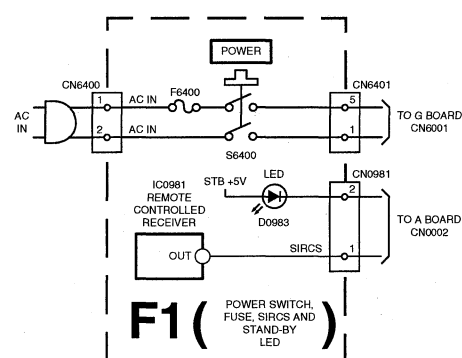 POWER
CN6400
F6400
CN6401
1
AC IN
5
AC
IN
TO G BOARD
CN6001
2
AC IN
1
S6400
CN0981
IC0981
REMOTE
CONTROLLED
RECEIVER
LED
STB +5V
2
D0983
TO A BOARD
CN0002
OUT
SIRCS
1
F1 (
POWER SWITCH,
FUSE, SIRCS AND
STAND-BY
LED
)